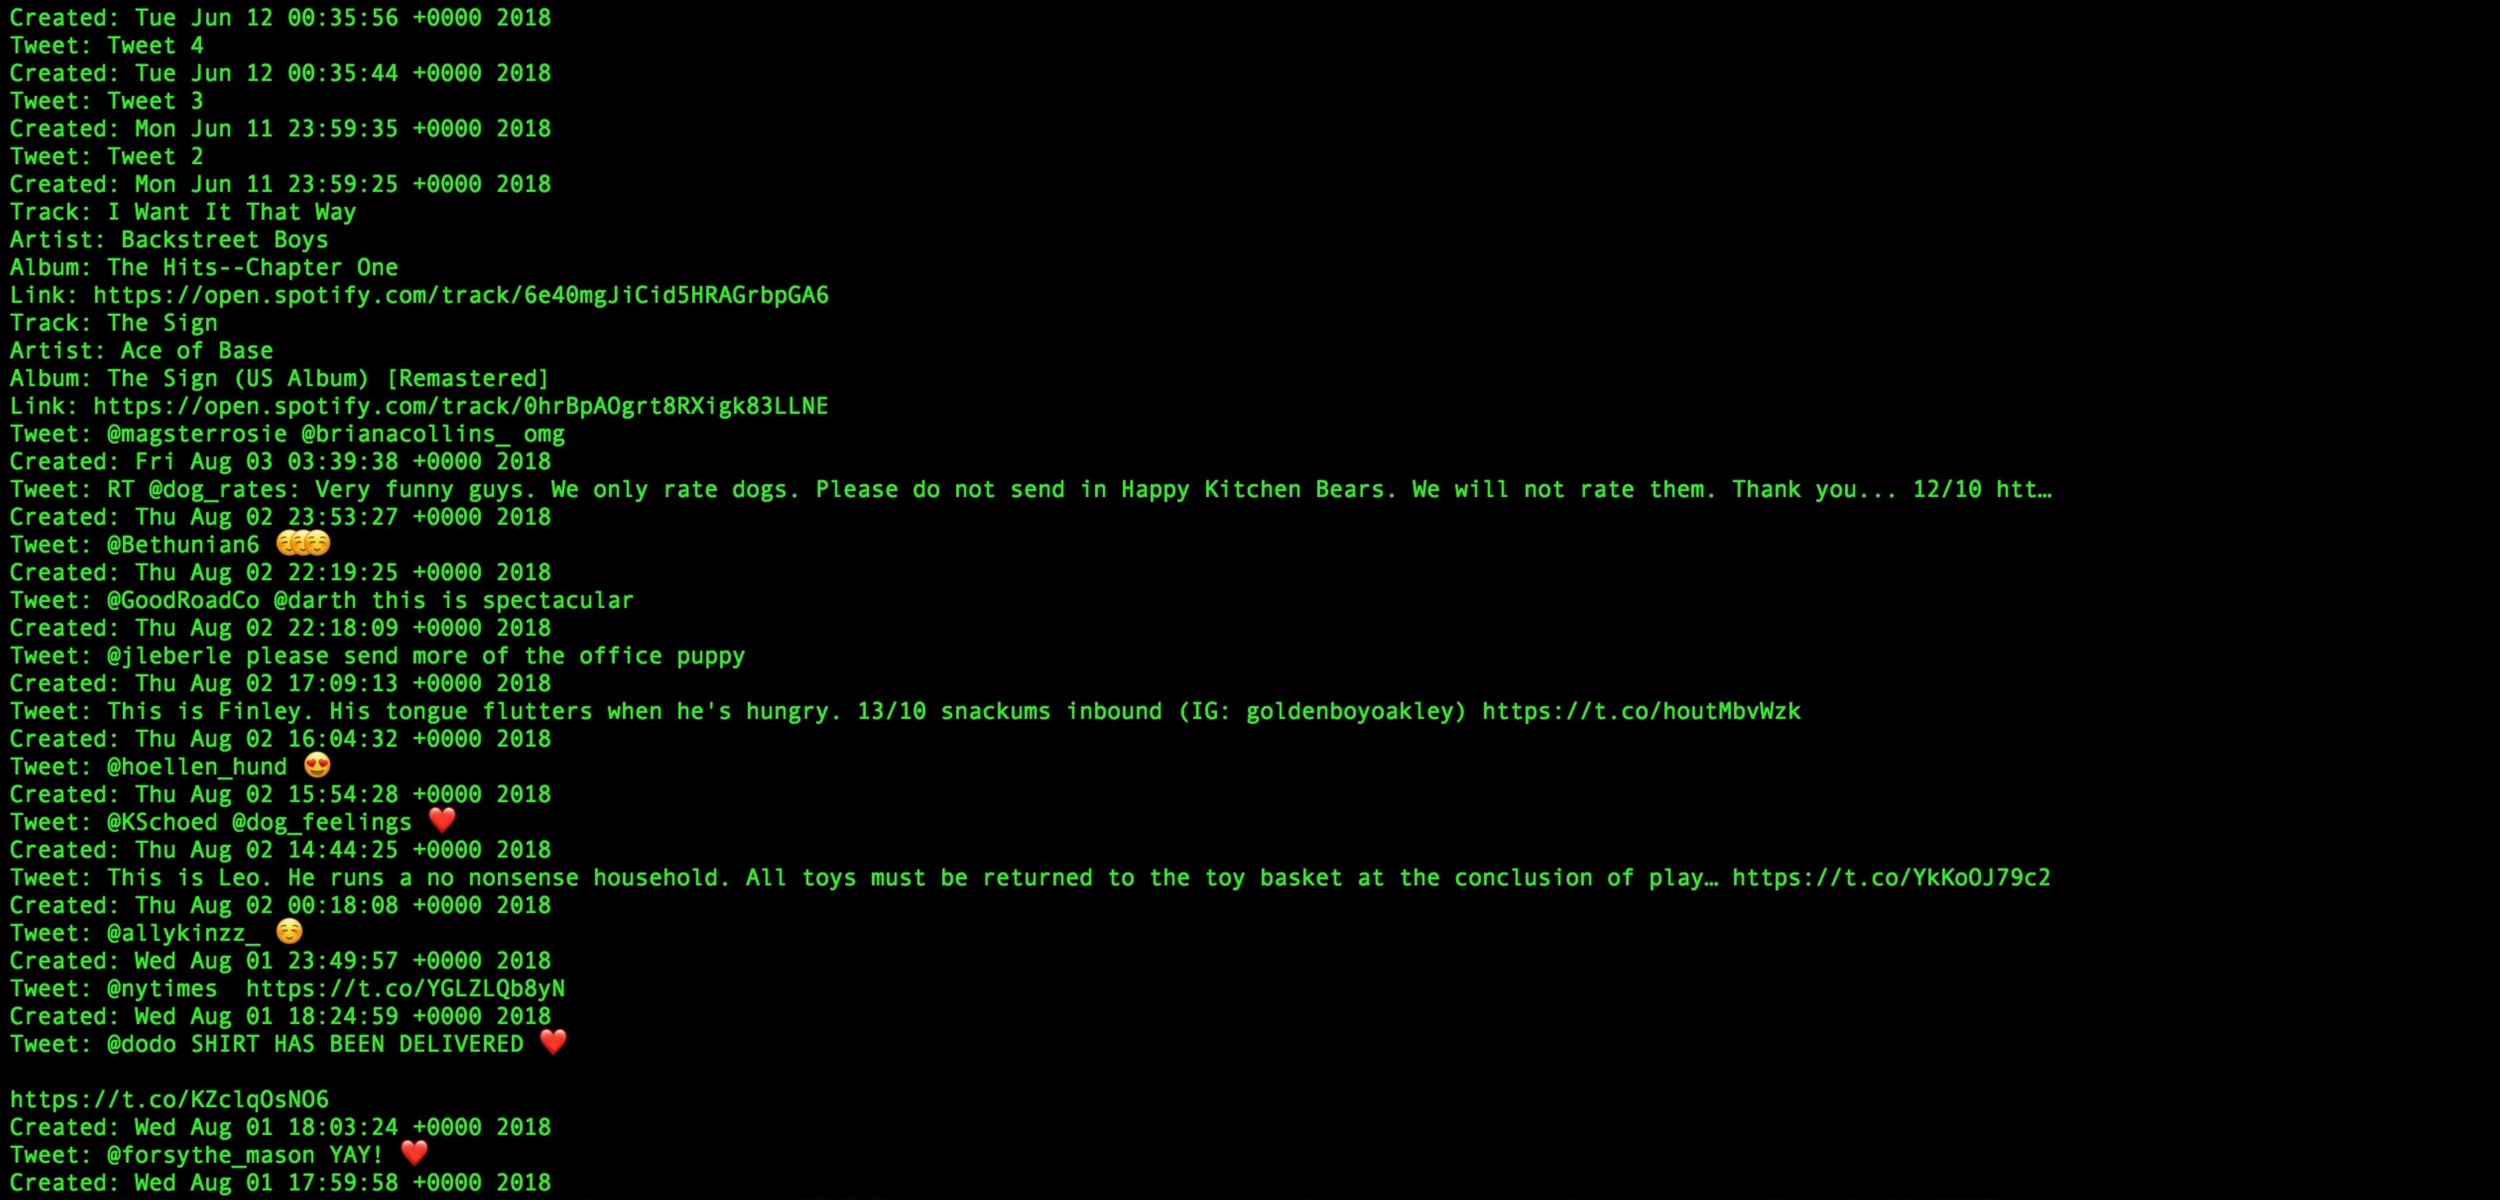 Created: Tue Jun 12 00:35:56 +0000 2018
Tweet: Tweet 4
Created: Tue Jun 12 00:35:44 +0000 2018
Tweet: Tweet 3
Created: Mon Jun 11 23:59:35 +0000 2018
Tweet: Tweet 2
Created: Mon Jun 11 23:59:25 +0000 2018
Track: I Want It That Way
Artist: Backstreet Boys
Album: The Hits--Chapter One
Link: https://open.spotify.com/track/6e40mgJiCid5HRAGrbpGA6
Track: The Sign
Artist: Ace of Base
Album: The Sign (US Album) [Remastered]
Link: https://open.spotify.com/track/0hrBpAOgrt8RXigk83LLNE
Tweet: @magsterrosie @brianacollins_ omg
Created: Fri Aug 03 03:39:38 +0000 2018
Tweet: RT @dog_rates: Very funny guys. We only rate dogs. Please do not send in Happy Kitchen Bears. We will not rate them. Thank you... 12/10 htt…
Created: Thu Aug 02 23:53:27 +0000 2018
Tweet: @Bethunian6 ☺️☺️☺️
Created: Thu Aug 02 22:19:25 +0000 2018
Tweet: @GoodRoadCo @darth this is spectacular
Created: Thu Aug 02 22:18:09 +0000 2018
Tweet: @jleberle please send more of the office puppy
Created: Thu Aug 02 17:09:13 +0000 2018
Tweet: This is Finley. His tongue flutters when he's hungry. 13/10 snackums inbound (IG: goldenboyoakley) https://t.co/houtMbvWzk
Created: Thu Aug 02 16:04:32 +0000 2018
Tweet: @hoellen_hund 😍
Created: Thu Aug 02 15:54:28 +0000 2018
Tweet: @KSchoed @dog_feelings ❤️
Created: Thu Aug 02 14:44:25 +0000 2018
Tweet: This is Leo. He runs a no nonsense household. All toys must be returned to the toy basket at the conclusion of play… https://t.co/YkKoOJ79c2
Created: Thu Aug 02 00:18:08 +0000 2018
Tweet: @allykinzz_ ☺️
Created: Wed Aug 01 23:49:57 +0000 2018
Tweet: @nytimes  https://t.co/YGLZLQb8yN
Created: Wed Aug 01 18:24:59 +0000 2018
Tweet: @dodo SHIRT HAS BEEN DELIVERED ❤️
https://t.co/KZclqOsNO6
Created: Wed Aug 01 18:03:24 +0000 2018
Tweet: @forsythe_mason YAY! ❤️
Created: Wed Aug 01 17:59:58 +0000 2018